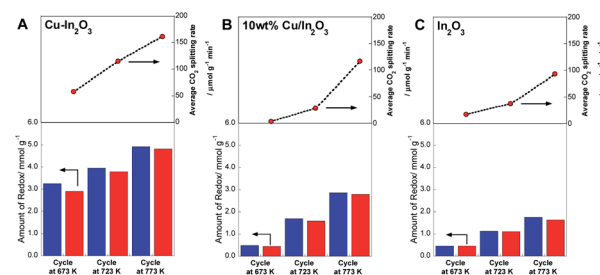 A
Cu-In2O3
200
150
100
50
0
Average CO2 splitting rate
/ μmol g-1 min-1
6.0
5.0
4.0
3.0
2.0
1.0
0.0
Amount of Redox/ mmol g-1
Cycle
at 673 K
Cycle
at 723 K
Cycle
at 773 K
B
10wt% Cu/In2O3
200
150
100
50
0
Average CO2 splitting rate
/ μmol g-1 min-1
6.0
5.0
4.0
3.0
2.0
1.0
0.0
Amount of Redox/ mmol g-1
Cycle
at 673 K
Cycle
at 723 K
Cycle
at 773 K
C
In2O3
200
150
100
50
0
Average CO2 splitting rate
/ μmol g-1 min-1
6.0
5.0
4.0
3.0
2.0
1.0
0.0
Amount of Redox/ mmol g-1
Cycle
at 673 K
Cycle
at 723 K
Cycle
at 773 K